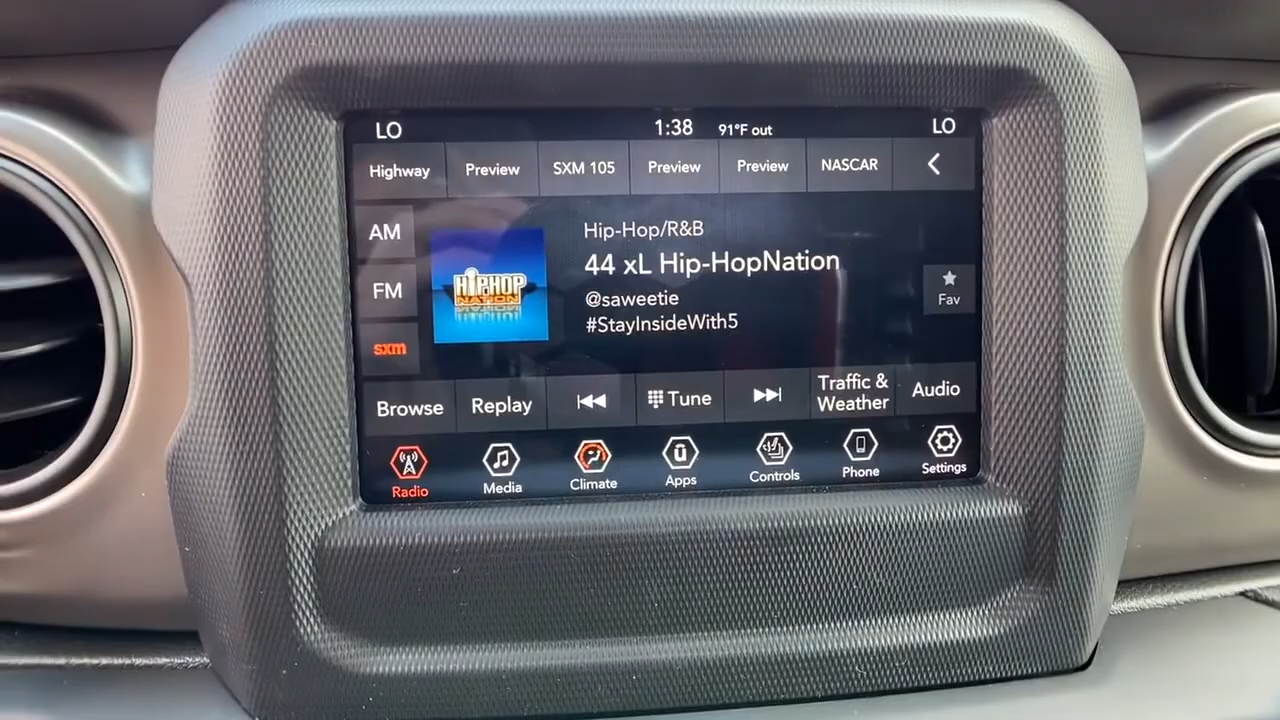 LO 1:38 91°F out LO
Highway Preview SXM 105 Preview Preview NASCAR
AM
FM
sxm
HIPHOP
NATION
Hip-Hop/R&B
44 xL Hip-HopNation
@saweetie
#StayInsideWith5
Fav
Browse Replay Tune Traffic & Weather Audio
Radio Media Climate Apps Controls Phone Settings